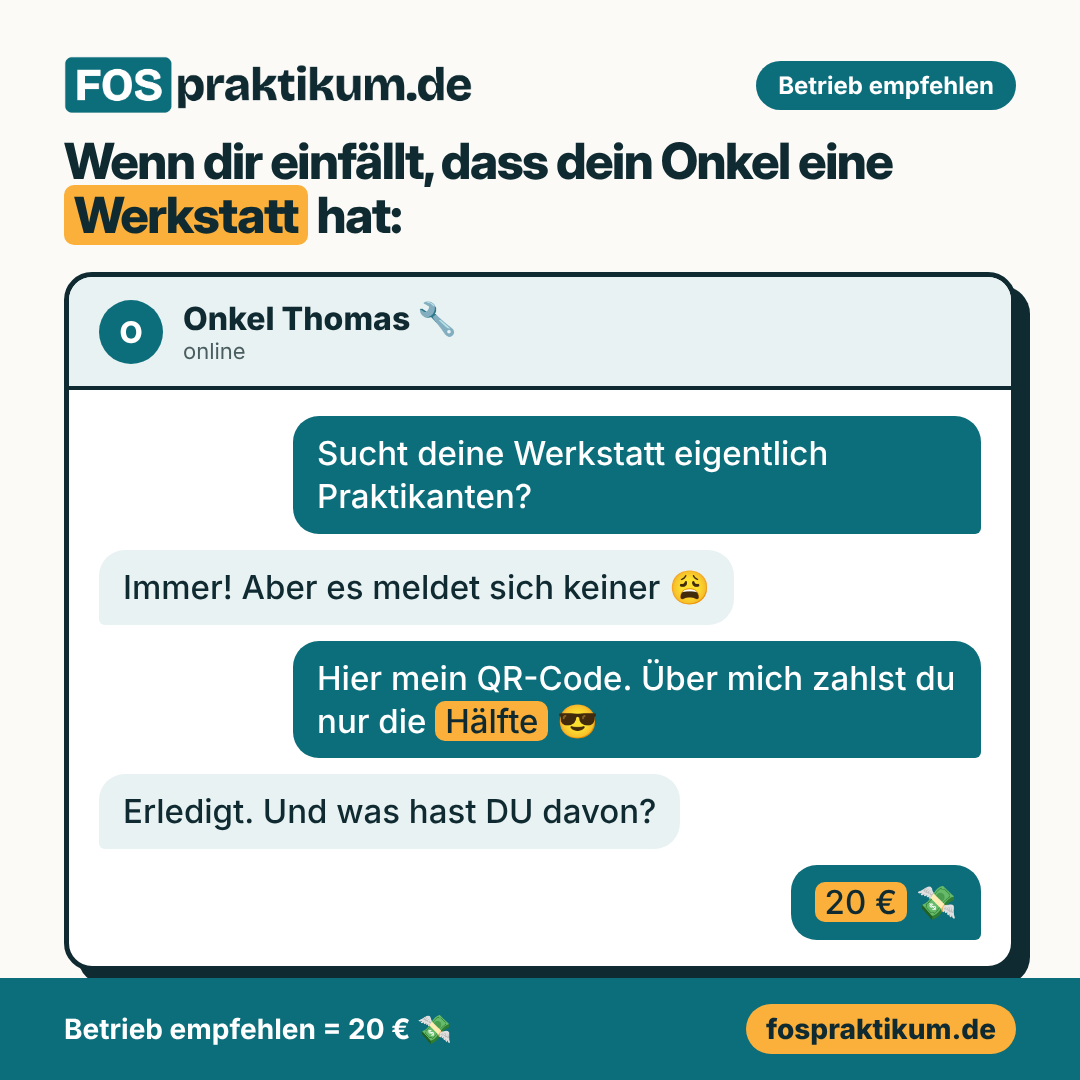 FOSpraktikum.de
Betrieb empfehlen
Wenn dir einfällt, dass dein Onkel eine
Werkstatt hat:
O
Onkel Thomas 🔧
online
Sucht deine Werkstatt eigentlich
Praktikanten?
Immer! Aber es meldet sich keiner 😩
Hier mein QR-Code. Über mich zahlst du
nur die Hälfte 😎
Erledigt. Und was hast DU davon?
20 € 💸
Betrieb empfehlen = 20 € 💸
fospraktikum.de